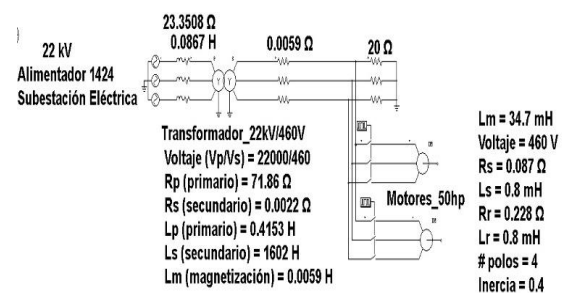 23.3508 Ω
0.0867 H
0.0059 Ω
20 Ω
22 kV
Alimentador 1424
Subestación Eléctrica
Transformador_22kV/460V
Voltaje (Vp/Vs) = 22000/460
Rp (primario) = 71.86 Ω
Rs (secundario) = 0.0022 Ω
Lp (primario) = 0.4153 H
Ls (secundario) = 1602 H
Lm (magnetización) = 0.0059 H
Motores_50hp
Lm = 34.7 mH
Voltaje = 460 V
Rs = 0.087 Ω
Ls = 0.8 mH
Rr = 0.228 Ω
Lr = 0.8 mH
# polos = 4
Inercia = 0.4